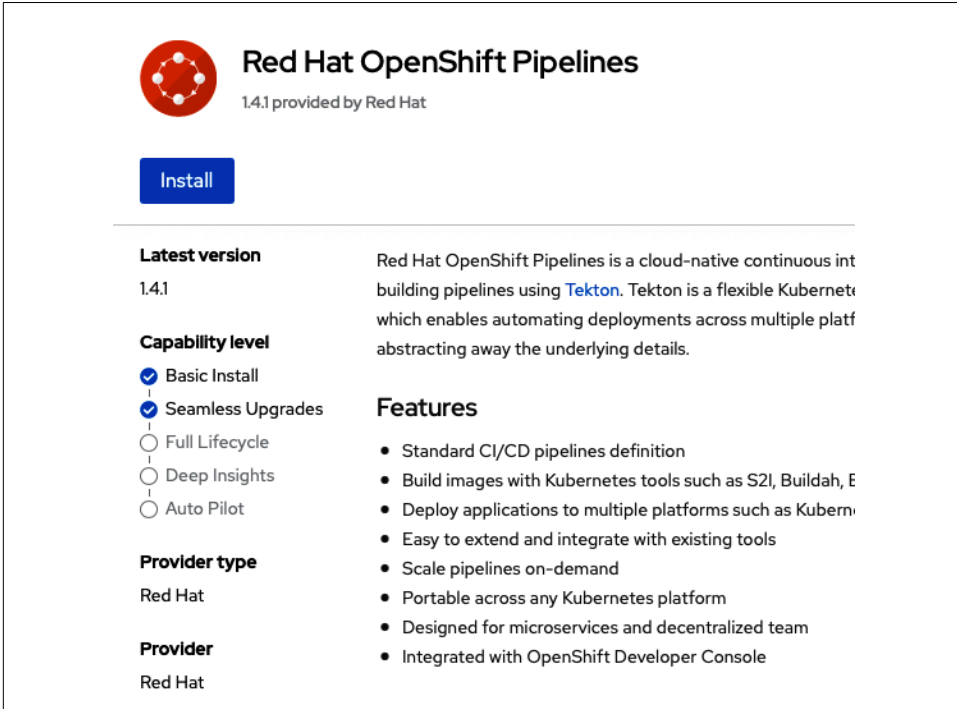 Red Hat OpenShift Pipelines
1.4.1 provided by Red Hat
Install
Latest version
1.4.1
Capability level
Basic Install
Seamless Upgrades
Full Lifecycle
Deep Insights
Auto Pilot
Provider type
Red Hat
Provider
Red Hat
Red Hat OpenShift Pipelines is a cloud-native continuous int
building pipelines using Tekton. Tekton is a flexible Kubernete
which enables automating deployments across multiple platf
abstracting away the underlying details.
Features
• Standard CI/CD pipelines definition
• Build images with Kubernetes tools such as S2I, Buildah, B
• Deploy applications to multiple platforms such as Kuberne
• Easy to extend and integrate with existing tools
• Scale pipelines on-demand
• Portable across any Kubernetes platform
• Designed for microservices and decentralized team
• Integrated with OpenShift Developer Console